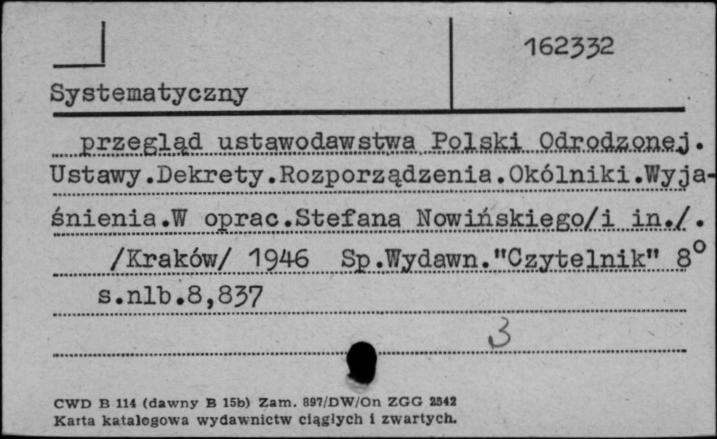 162332
Systematyczny
przegląd ustawodawstwa Polski Odrodzonej.
Ustawy.Dekrety.Rozporządzenia.Okólniki.Wyja-
śnienia.W oprac.Stefana Nowińskiego/i in./.
/Kraków/ 1946 Sp.Wydawn."Czytelnik" 8°
s.nlb.8,837
3
CWD B 114 (dawny B 15b) Zam. 897/DW/On ZGG 2542
Karta katalogowa wydawnictw ciągłych i zwartych.